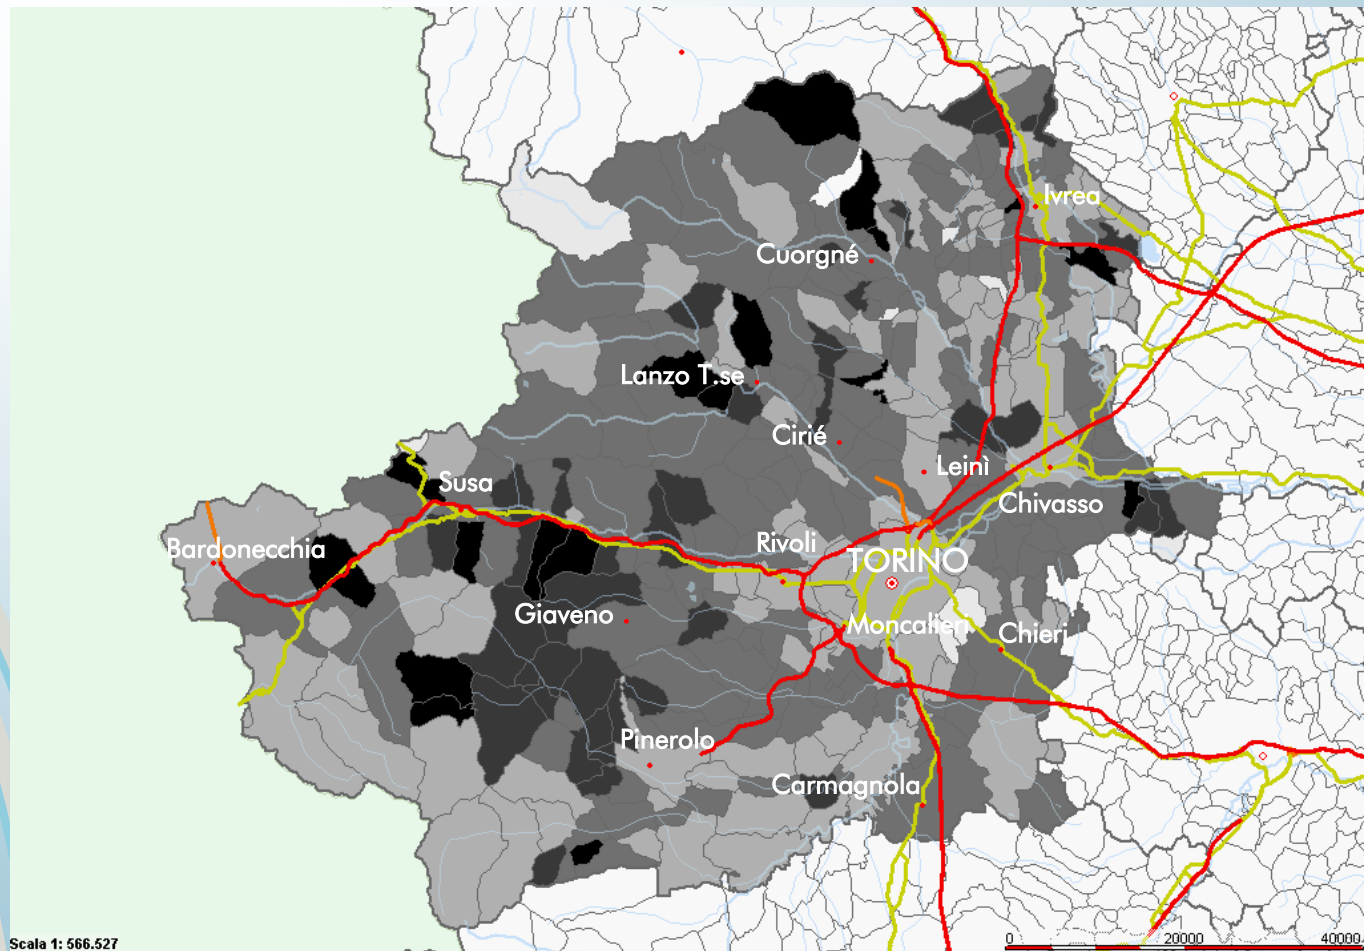 Ivrea
Cuorgné
Lanzo T.se
Cirié
Leinì
Susa
Chivasso
Rivoli
Bardonecchia
TORINO
Giaveno
Moncalieri
Chieri
Pinerolo
Carmagnola
Scala 1: 566.527
0 20000 40000